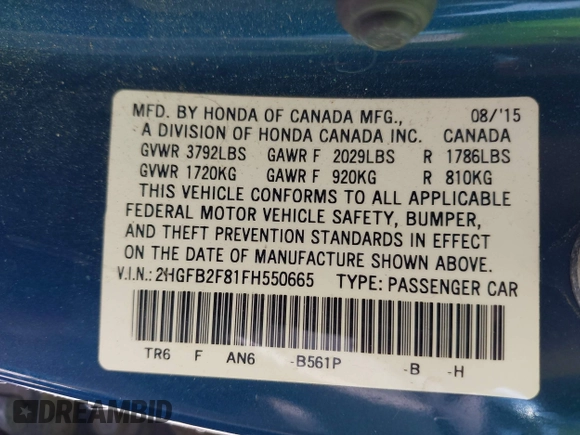 MFD. BY HONDA OF CANADA MFG., 08/'15
A DIVISION OF HONDA CANADA INC. CANADA
GVWR 3792LBS GAWR F 2029LBS R 1786LBS
GVWR 1720KG GAWR F 920KG R 810KG
THIS VEHICLE CONFORMS TO ALL APPLICABLE
FEDERAL MOTOR VEHICLE SAFETY, BUMPER,
AND THEFT PREVENTION STANDARDS IN EFFECT
ON THE DATE OF MANUFACTURE SHOWN ABOVE.
V.I.N.: 2HGFB2F81FH550665 TYPE: PASSENGER CAR
TR6 F AN6 -B561P -B -H
DREAMBID